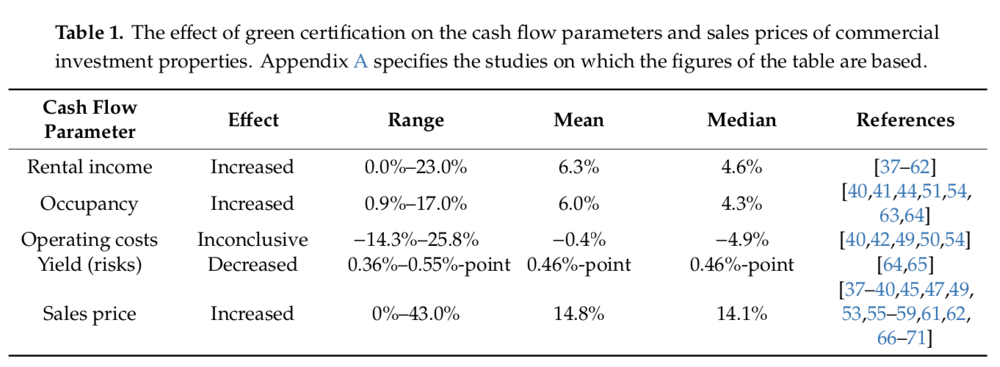 Table 1. The effect of green certification on the cash flow parameters and sales prices of commercial
investment properties. Appendix A specifies the studies on which the figures of the table are based.
Cash Flow
Parameter Effect Range Mean Median References
Rental income Increased 0.0%–23.0% 6.3% 4.6% [37–62]
Occupancy Increased 0.9%–17.0% 6.0% 4.3% [40,41,44,51,54,
63,64]
Operating costs Inconclusive −14.3%–25.8% −0.4% −4.9% [40,42,49,50,54]
Yield (risks) Decreased 0.36%–0.55%-point 0.46%-point 0.46%-point [64,65]
Sales price Increased 0%–43.0% 14.8% 14.1% [37–40,45,47,49,
53,55–59,61,62,
66–71]